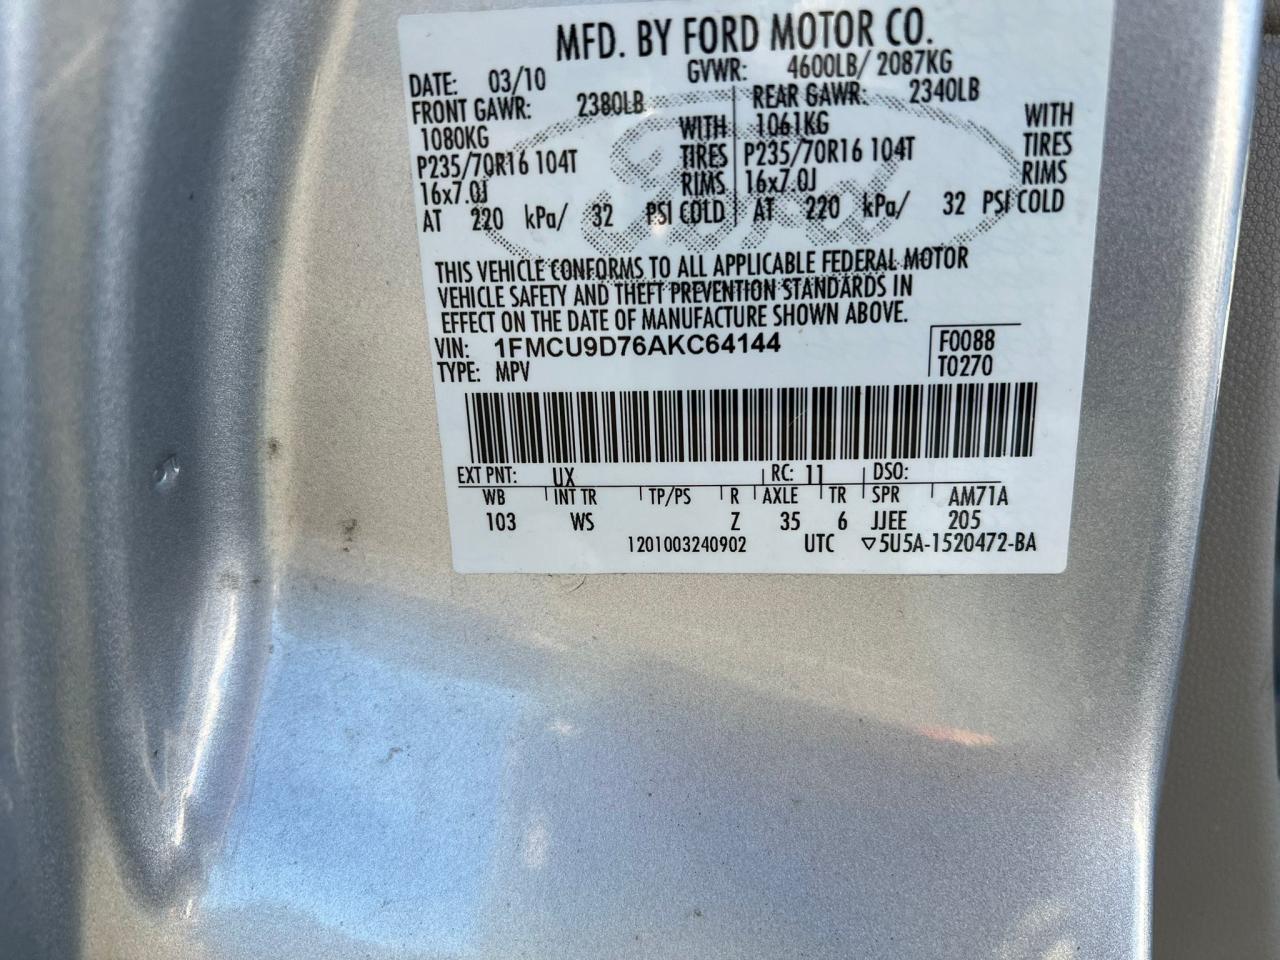 MFD. BY FORD MOTOR CO.
DATE: 03/10 GVWR: 4600LB/ 2087KG
FRONT GAWR: 2380LB REAR GAWR: 2340LB
1080KG WITH 1061KG WITH
P235/70R16 104T TIRES P235/70R16 104T TIRES
16x7.0J RIMS 16x7.0J RIMS
AT 220 kPa/ 32 PSI COLD AT 220 kPa/ 32 PSI COLD
THIS VEHICLE CONFORMS TO ALL APPLICABLE FEDERAL MOTOR
VEHICLE SAFETY AND THEFT PREVENTION STANDARDS IN
EFFECT ON THE DATE OF MANUFACTURE SHOWN ABOVE.
VIN: 1FMCU9D76AKC64144 F0088
TYPE: MPV T0270
EXT PNT: UX RC: 11 DSO:
WB INT TR TP/PS R AXLE TR SPR AM71A
103 WS Z 35 6 JJEE 205
1201003240902 UTC ▽5U5A-1520472-BA